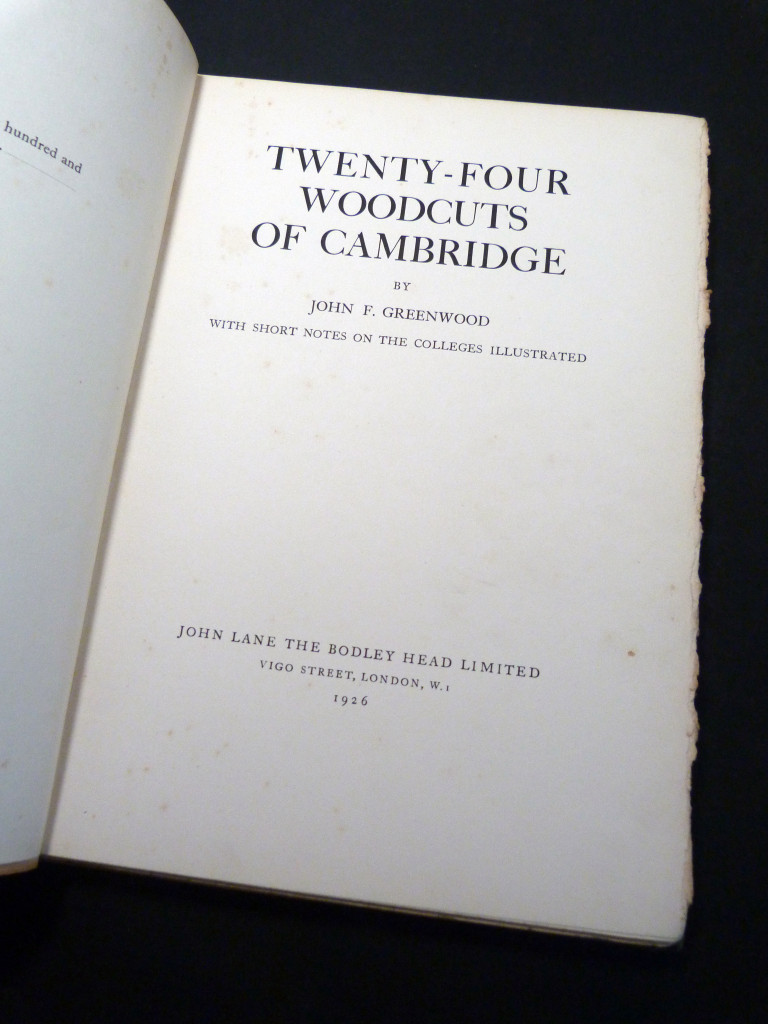 hundred and
TWENTY-FOUR
WOODCUTS
OF CAMBRIDGE
BY
JOHN F. GREENWOOD
WITH SHORT NOTES ON THE COLLEGES ILLUSTRATED
JOHN LANE THE BODLEY HEAD LIMITED
VIGO STREET, LONDON, W.1
1926